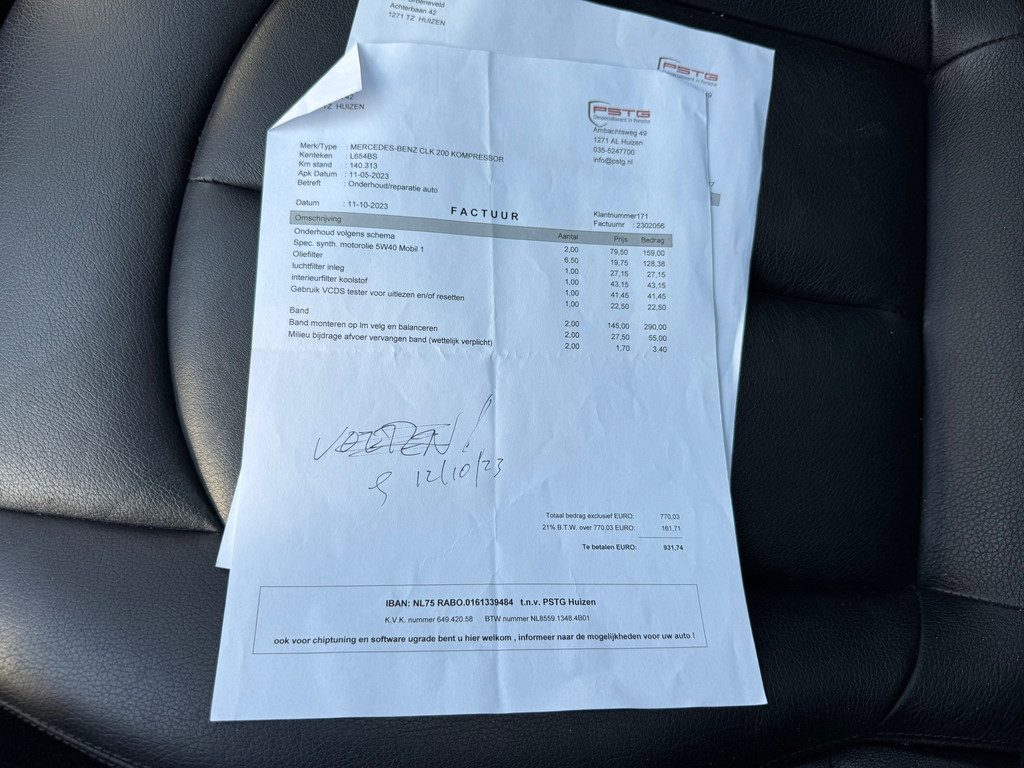 Achterbaan 42
1271 TZ HUIZEN
PSTG
42
TZ HUIZEN
PSTG
Gespecialiseerd in Porsche
Ambachtsweg 49
1271 AL Huizen
035-5247700
info@pstg.nl
Merk/Type : MERCEDES-BENZ CLK 200 KOMPRESSOR
Kenteken : L654BS
Km stand : 140.313
Apk Datum : 11-05-2023
Betreft : Onderhoud/reparatie auto
Datum : 11-10-2023
FACTUUR
Klantnummer171
Factuurnr : 2302056
Omschrijving Aantal Prijs Bedrag
Onderhoud volgens schema 2,00 79,50 159,00
Spec. synth. motorolie 5W40 Mobil 1 6,50 19,75 128,38
Oliefilter 1,00 27,15 27,15
luchtfilter inleg 1,00 43,15 43,15
interieurfilter koolstof 1,00 41,45 41,45
Gebruik VCDS tester voor uitlezen en/of resetten 1,00 22,50 22,50
Band 2,00 145,00 290,00
Band monteren op lm velg en balanceren 2,00 27,50 55,00
Milieu bijdrage afvoer vervangen band (wettelijk verplicht) 2,00 1,70 3,40
12/10/23
Totaal bedrag exclusief EURO: 770,03
21% B.T.W. over 770,03 EURO: 161,71
Te betalen EURO: 931,74
IBAN: NL75 RABO.0161339484 t.n.v. PSTG Huizen
K.V.K. nummer 649.420.58 BTW nummer NL8559.1348.4B01
ook voor chiptuning en software ugrade bent u hier welkom , informeer naar de mogelijkheden voor uw auto !